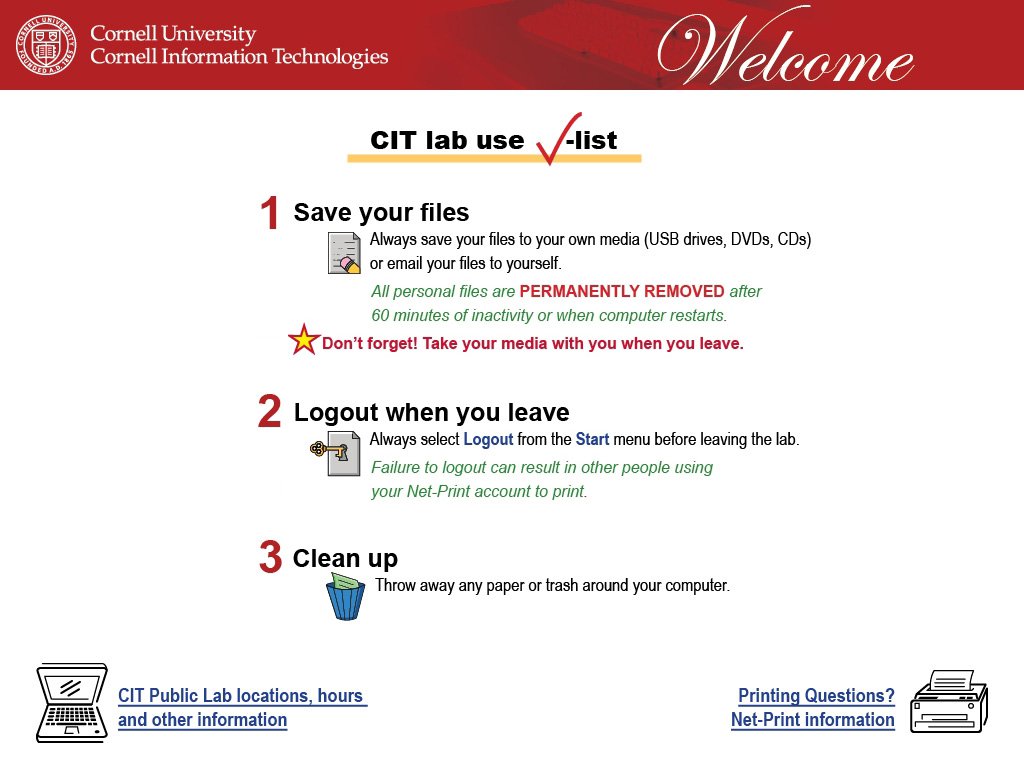 Cornell University
Cornell Information Technologies
Welcome
CIT lab use ✓-list
1 Save your files
Always save your files to your own media (USB drives, DVDs, CDs)
or email your files to yourself.
All personal files are PERMANENTLY REMOVED after
60 minutes of inactivity or when computer restarts.
Don't forget! Take your media with you when you leave.
2 Logout when you leave
Always select Logout from the Start menu before leaving the lab.
Failure to logout can result in other people using
your Net-Print account to print.
3 Clean up
Throw away any paper or trash around your computer.
CIT Public Lab locations, hours
and other information
Printing Questions?
Net-Print information